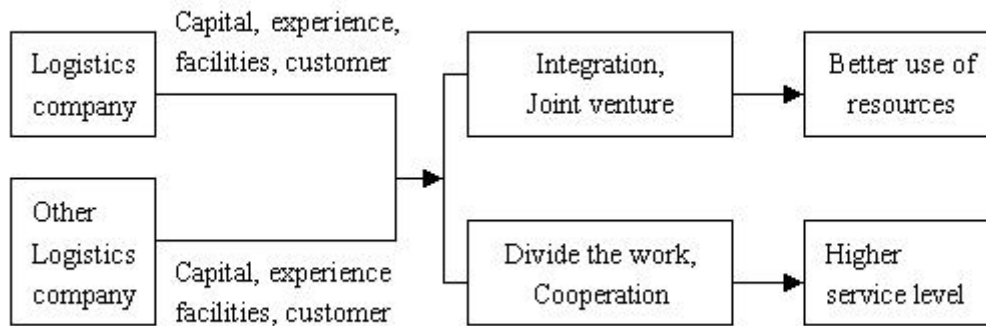 Capital, experience,
facilities, customer
Logistics
company
Integration,
Joint venture
Better use of
resources
Other
Logistics
company
Capital, experience
facilities, customer
Divide the work,
Cooperation
Higher
service level